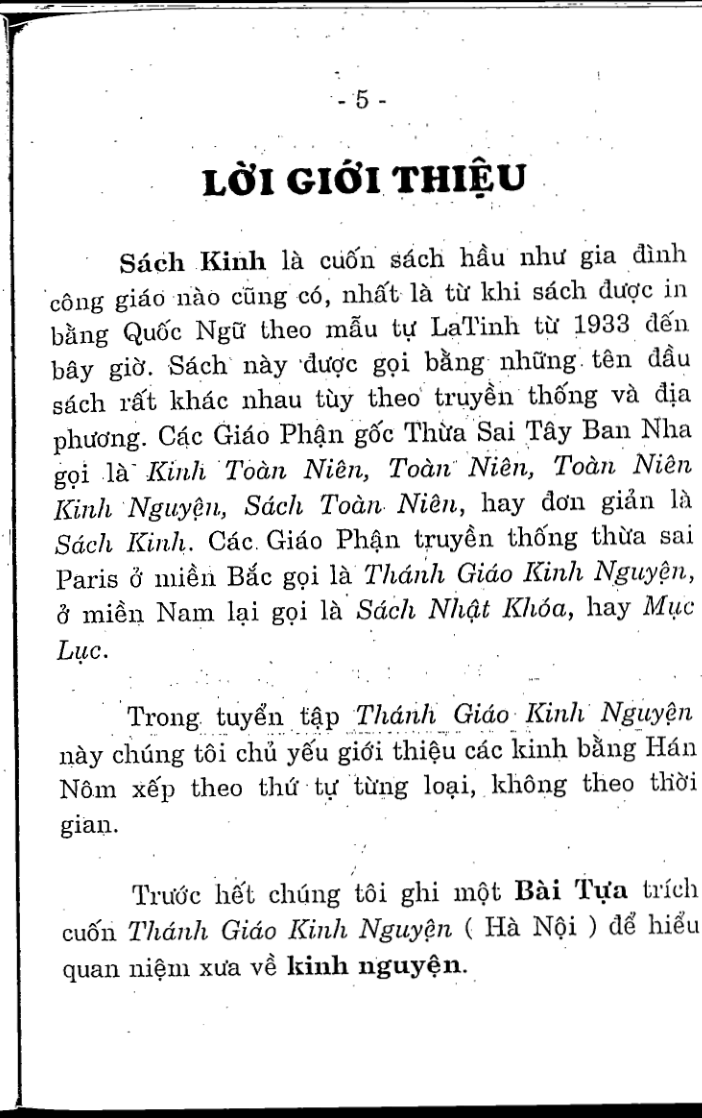 - 5 -
LỜI GIỚI THIỆU
Sách Kinh là cuốn sách hầu như gia đình
công giáo nào cũng có, nhất là từ khi sách được in
bằng Quốc Ngữ theo mẫu tự LaTinh từ 1933 đến
bây giờ. Sách này được gọi bằng những tên đầu
sách rất khác nhau tùy theo truyền thống và địa
phương. Các Giáo Phận gốc Thừa Sai Tây Ban Nha
gọi là Kinh Toàn Niên, Toàn Niên, Toàn Niên
Kinh Nguyện, Sách Toàn Niên, hay đơn giản là
Sách Kinh. Các Giáo Phận truyền thống thừa sai
Paris ở miền Bắc gọi là Thánh Giáo Kinh Nguyện,
ở miền Nam lại gọi là Sách Nhật Khóa, hay Mục
Lục.
Trong tuyển tập Thánh Giáo Kinh Nguyện
này chúng tôi chủ yếu giới thiệu các kinh bằng Hán
Nôm xếp theo thứ tự từng loại, không theo thời
gian.
Trước hết chúng tôi ghi một Bài Tựa trích
cuốn Thánh Giáo Kinh Nguyện ( Hà Nội ) để hiểu
quan niệm xưa về kinh nguyện.